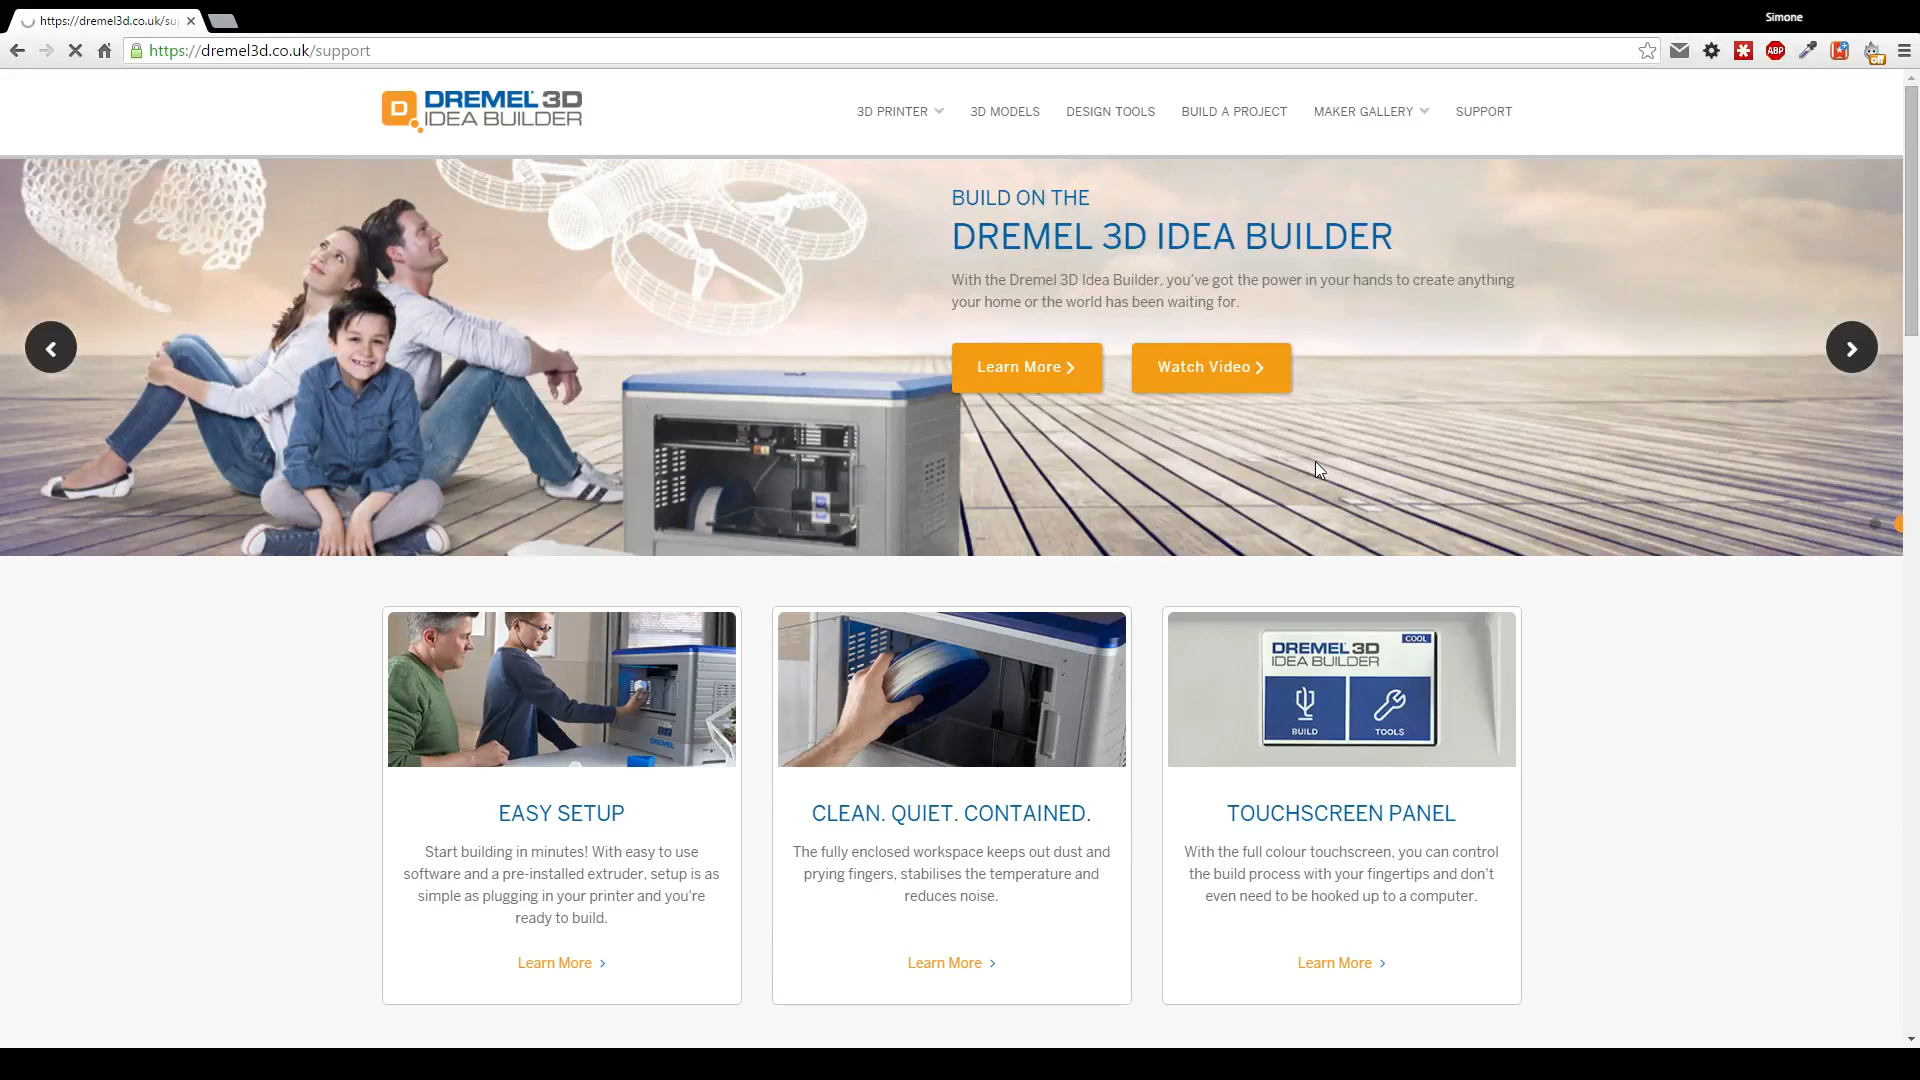 https://dremel3d.co.uk/su
Simone
https://dremel3d.co.uk/support
ABP
off
D DREMEL 3D
IDEA BUILDER
3D PRINTER
3D MODELS
DESIGN TOOLS
BUILD A PROJECT
MAKER GALLERY
SUPPORT
BUILD ON THE
DREMEL 3D IDEA BUILDER
With the Dremel 3D Idea Builder, you've got the power in your hands to create anything
your home or the world has been waiting for.
Learn More
Watch Video
DREMEL
DREMEL 3D
IDEA BUILDER
COOL
BUILD
TOOLS
EASY SETUP
Start building in minutes! With easy to use
software and a pre-installed extruder, setup is as
simple as plugging in your printer and you're
ready to build.
Learn More
CLEAN. QUIET. CONTAINED.
The fully enclosed workspace keeps out dust and
prying fingers, stabilises the temperature and
reduces noise.
Learn More
TOUCHSCREEN PANEL
With the full colour touchscreen, you can control
the build process with your fingertips and don't
even need to be hooked up to a computer.
Learn More